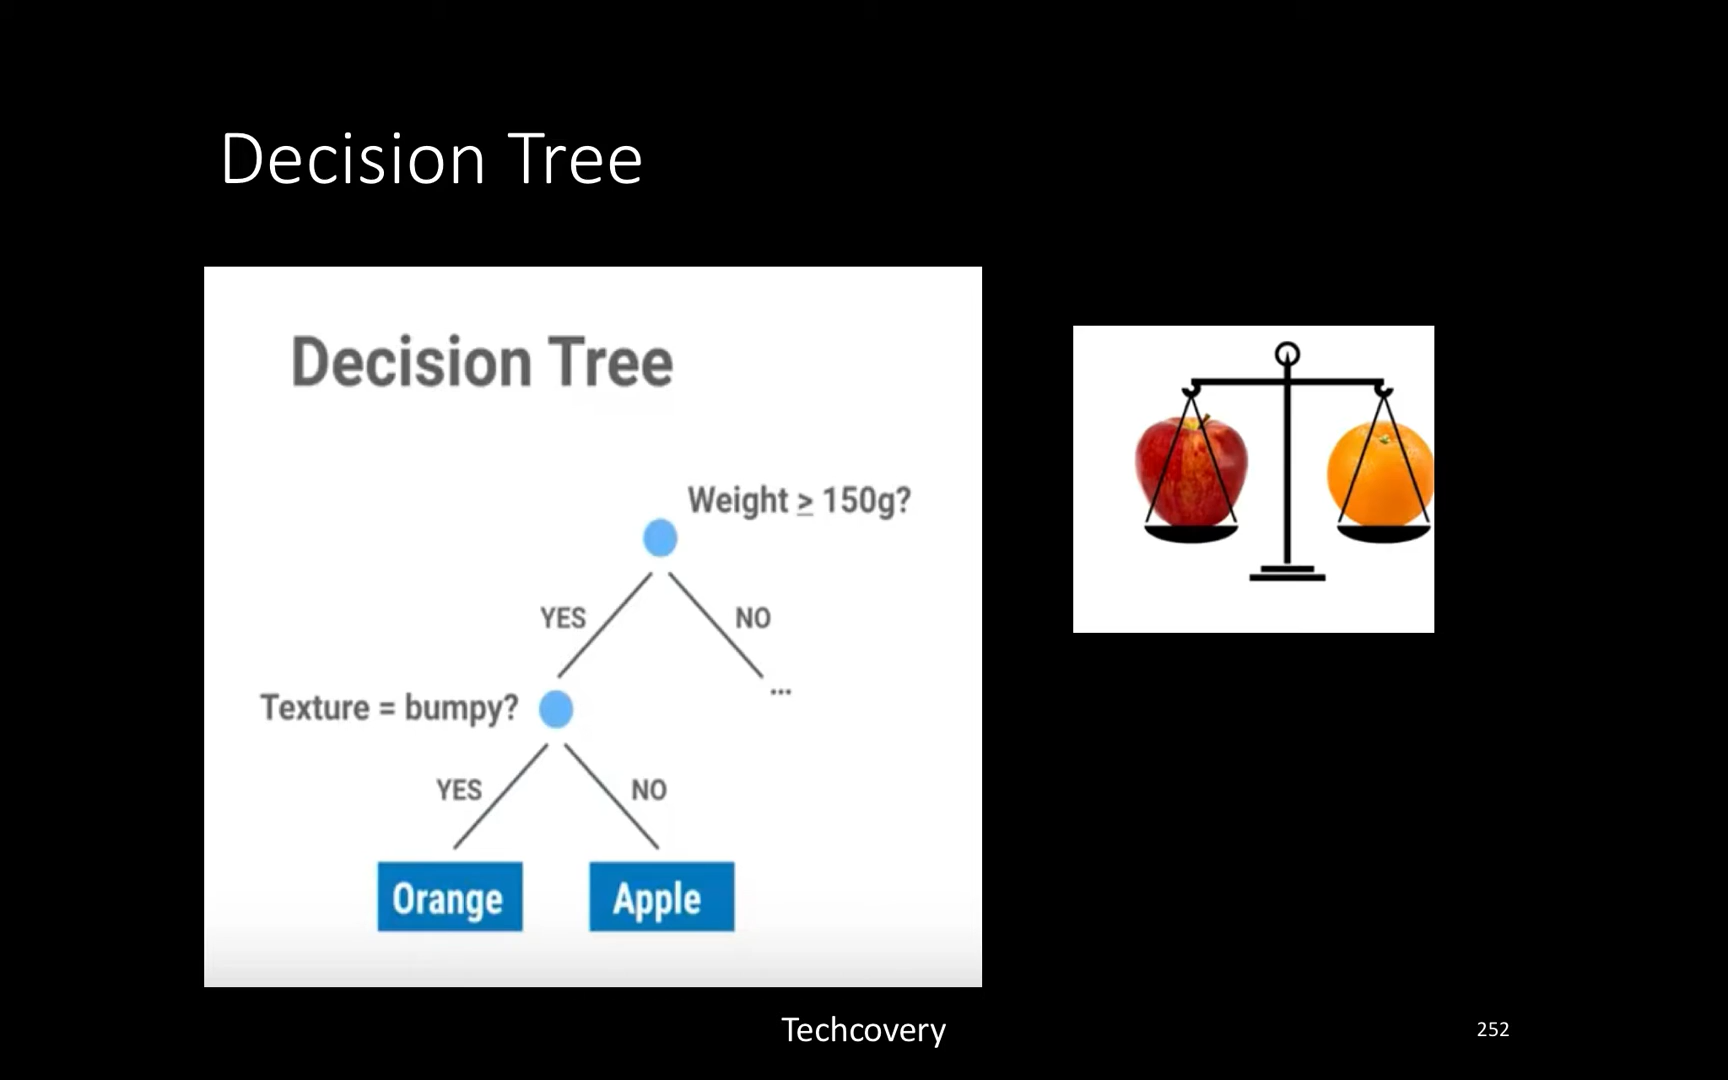 Decision Tree
Decision Tree
Weight ≥ 150g?
YES
NO
Texture = bumpy?
...
YES
NO
Orange
Apple
Techcovery
252